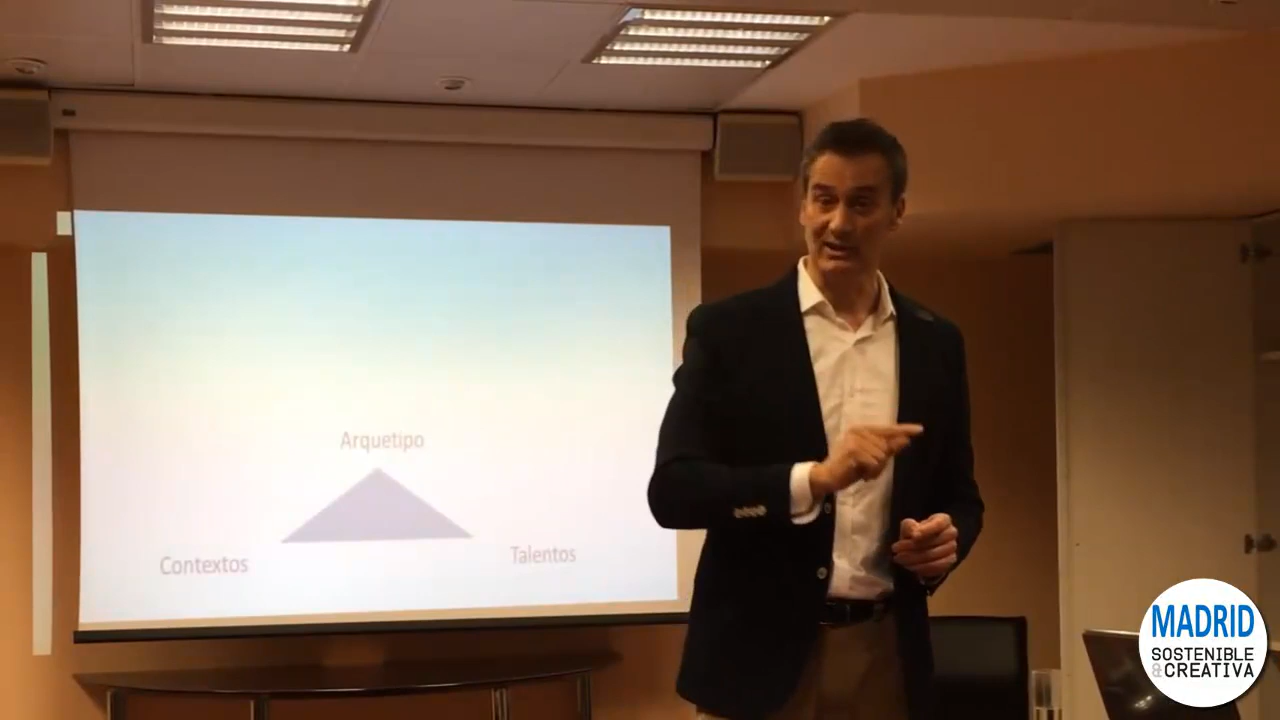 Arquetipo
Contextos
Talentos
MADRID
SOSTENIBLE
&CREATIVA